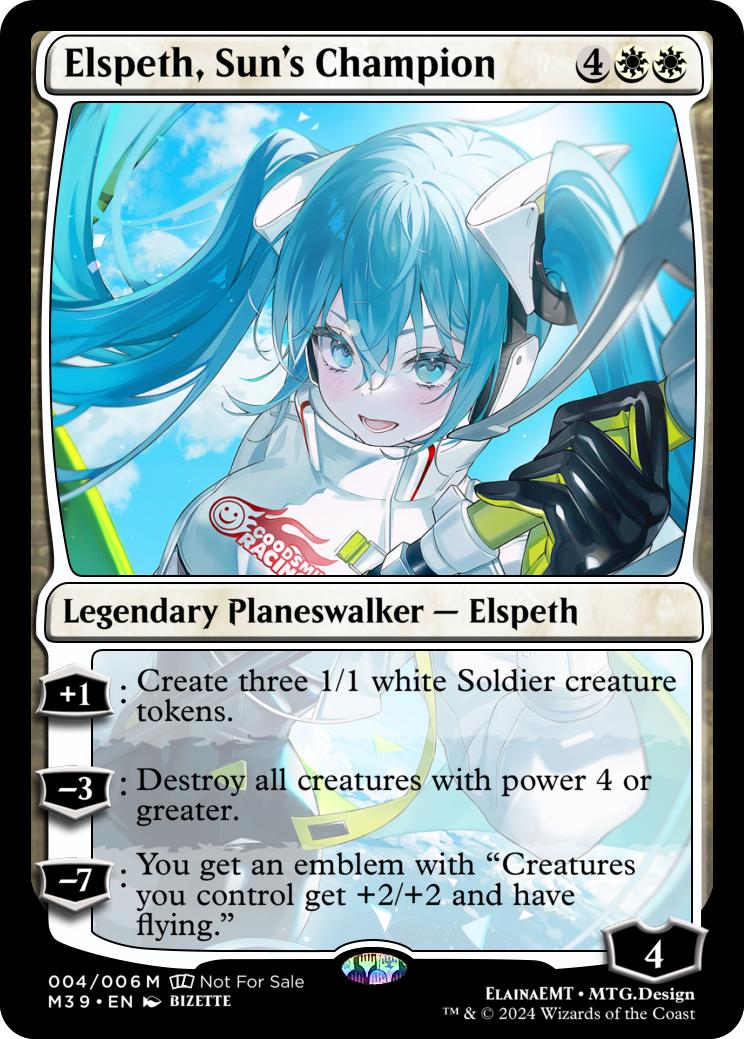 Elspeth, Sun's Champion 4
GOODSMILE
RACING
Legendary Planeswalker — Elspeth
+1 : Create three 1/1 white Soldier creature
tokens.
−3 : Destroy all creatures with power 4 or
greater.
−7 : You get an emblem with “Creatures
you control get +2/+2 and have
flying.”
4
004/006 M Not For Sale
M39 • EN BIZETTE
ElainaEMT • MTG.Design
™ & © 2024 Wizards of the Coast